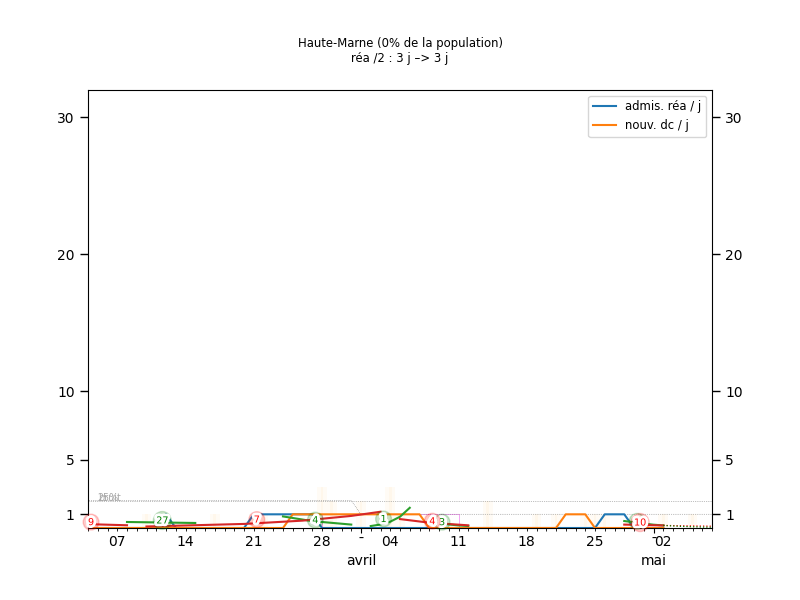 Haute-Marne (0% de la population)
réa /2 : 3 j –> 3 j
admis. réa / j
nouv. dc / j
30 30
20 20
10 10
5 5
1 1
9 27 7 4 1 4 3 10
07 14 21 28 - 04 11 18 25 - 02
avril mai